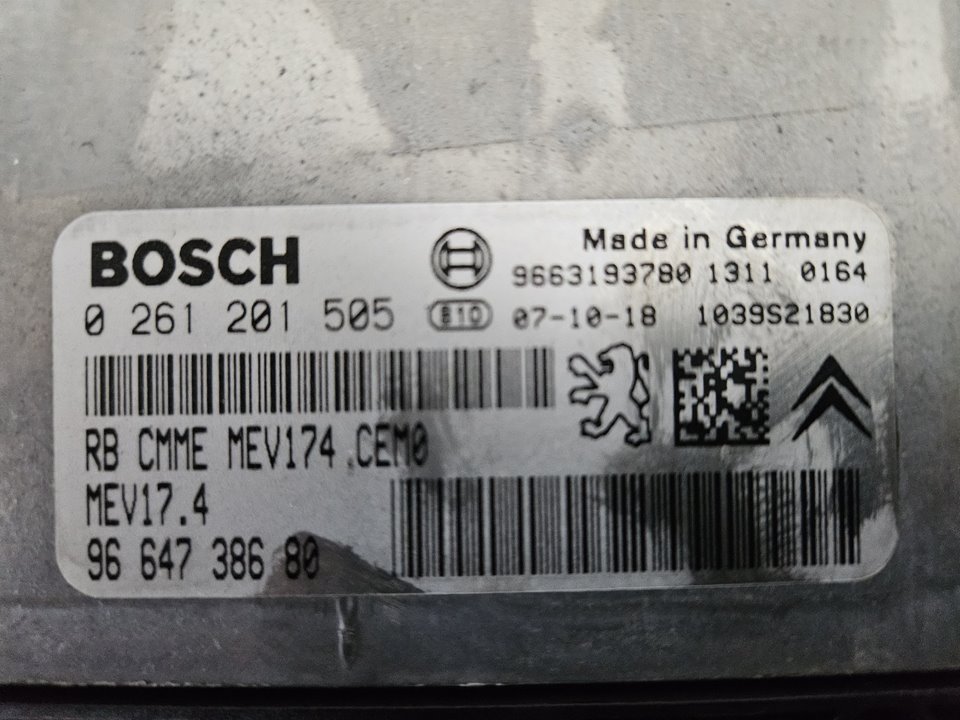 BOSCH
Made in Germany
9663193780 1311 0164
0 261 201 505
07-10-18 1039S21830
RB CMME MEV174.CEM0
MEV17.4
96 647 386 80